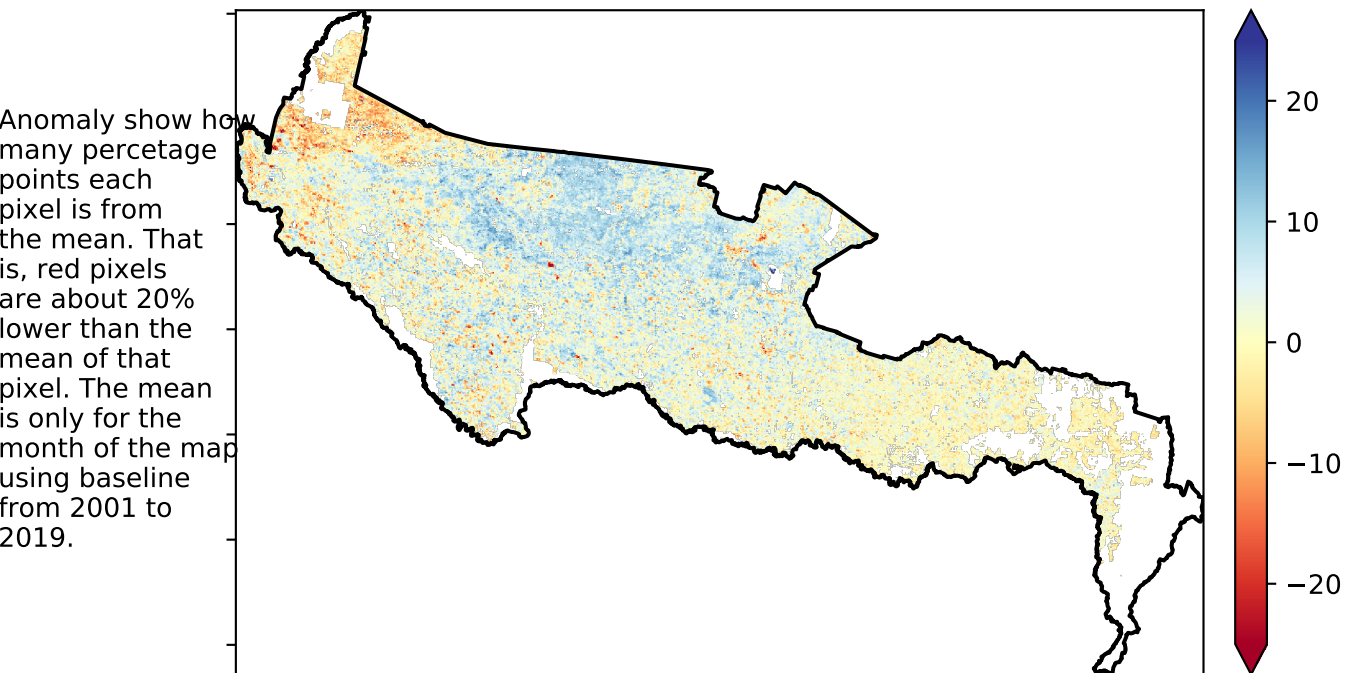 Anomaly show how
many percetage
points each
pixel is from
the mean. That
is, red pixels
are about 20%
lower than the
mean of that
pixel. The mean
is only for the
month of the map
using baseline
from 2001 to
2019.
20
10
0
−10
−20